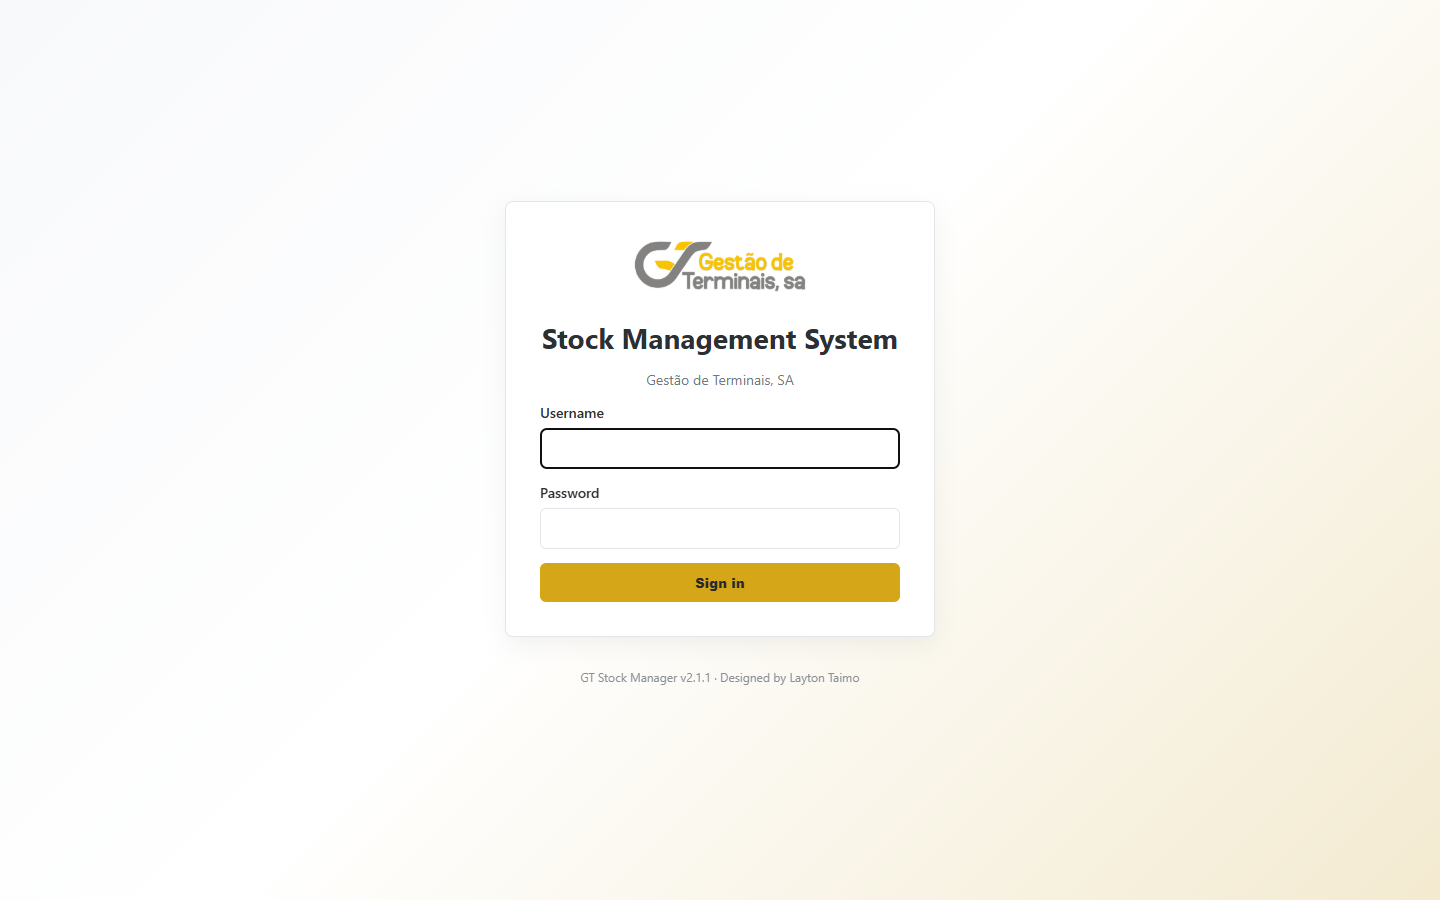 Gestão de
Terminais, sa
Stock Management System
Gestão de Terminais, SA
Username
Password
Sign in
GT Stock Manager v2.1.1 · Designed by Layton Taimo